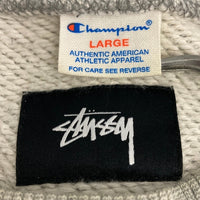 Champion
LARGE
AUTHENTIC AMERICAN
ATHLETIC APPAREL
FOR CARE SEE REVERSE
STÜSSY